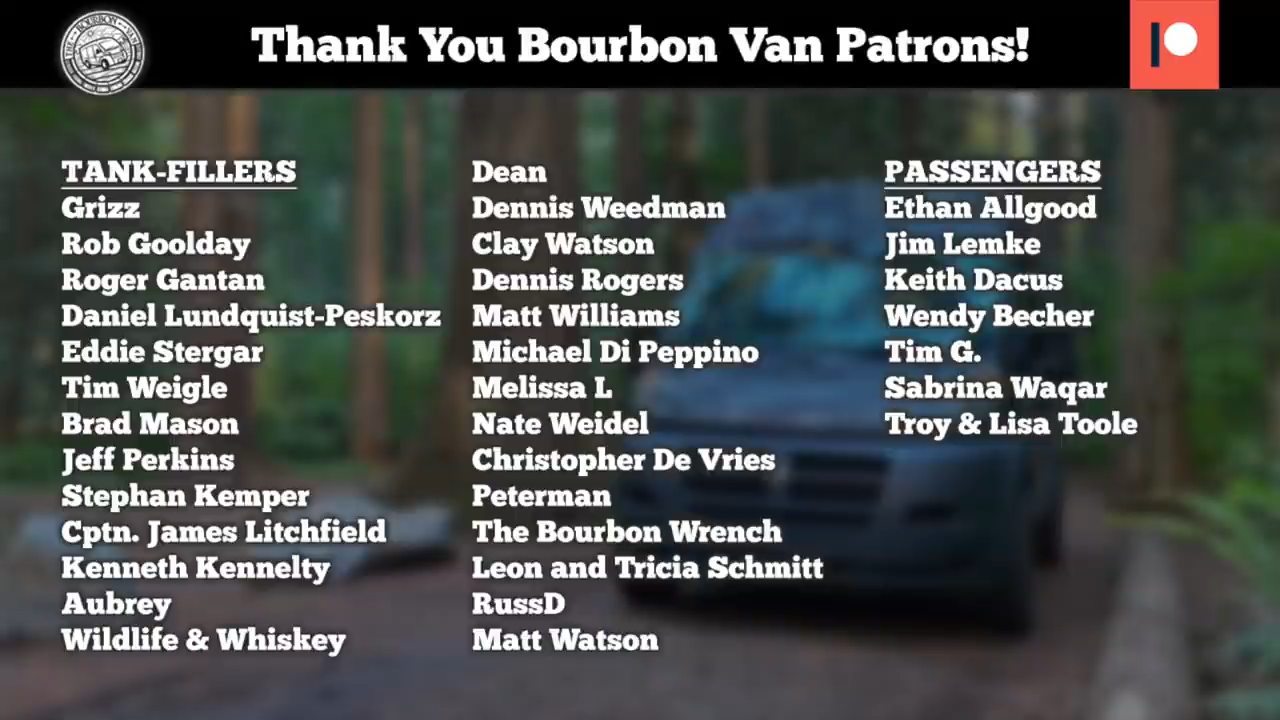 THE BOURBON VAN
Thank You Bourbon Van Patrons!
TANK-FILLERS
Grizz
Rob Goolday
Roger Gantan
Daniel Lundquist-Peskorz
Eddie Stergar
Tim Weigle
Brad Mason
Jeff Perkins
Stephan Kemper
Cptn. James Litchfield
Kenneth Kennelty
Aubrey
Wildlife & Whiskey
Dean
Dennis Weedman
Clay Watson
Dennis Rogers
Matt Williams
Michael Di Peppino
Melissa L
Nate Weidel
Christopher De Vries
Peterman
The Bourbon Wrench
Leon and Tricia Schmitt
RussD
Matt Watson
PASSENGERS
Ethan Allgood
Jim Lemke
Keith Dacus
Wendy Becher
Tim G.
Sabrina Waqar
Troy & Lisa Toole